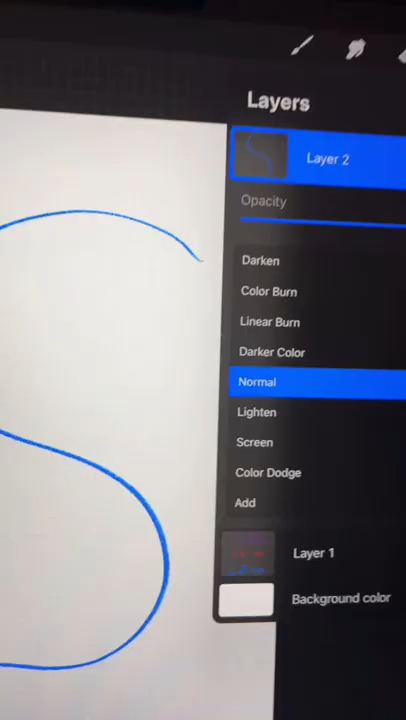 Layers
Layer 2
Opacity
Darken
Color Burn
Linear Burn
Darker Color
Normal
Lighten
Screen
Color Dodge
Add
Layer 1
Background color